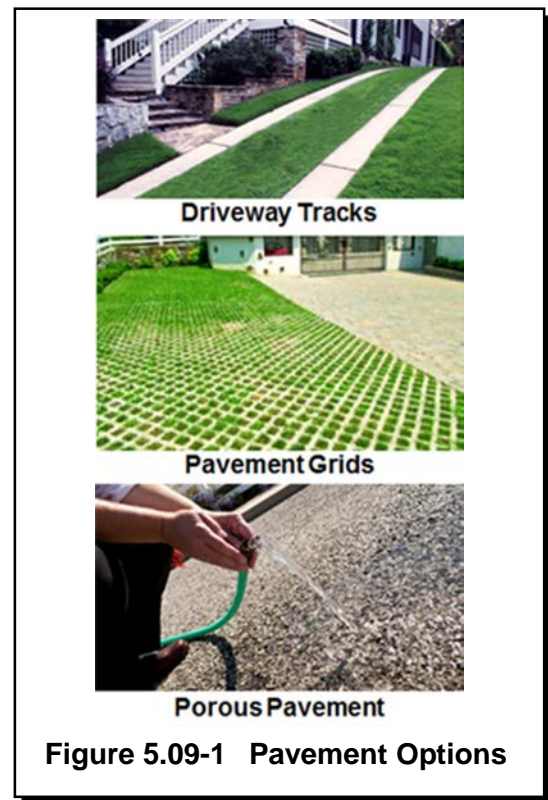 Driveway Tracks
Pavement Grids
Porous Pavement
Figure 5.09-1 Pavement Options